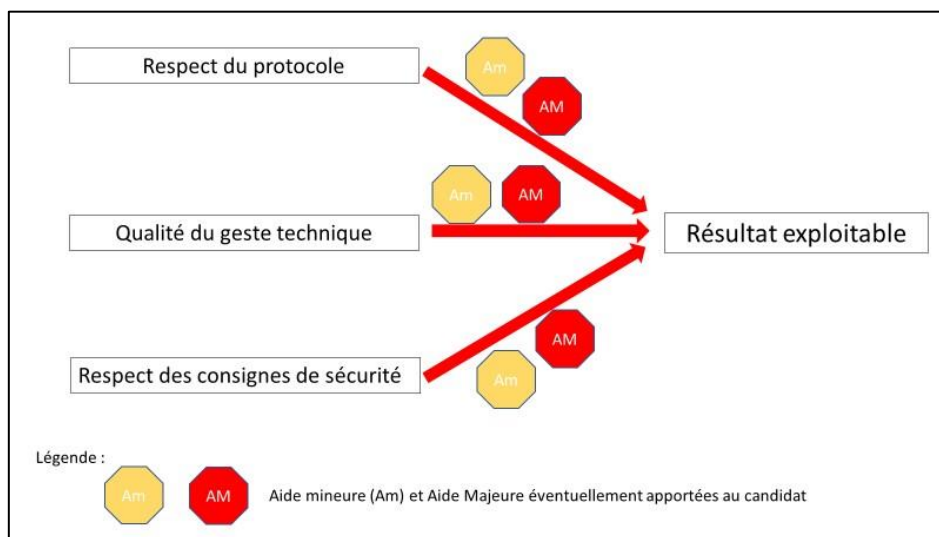 Respect du protocole
Am
AM
Am
AM
Qualité du geste technique
Résultat exploitable
AM
Respect des consignes de sécurité
Am
Légende :
Am
AM
Aide mineure (Am) et Aide Majeure éventuellement apportées au candidat